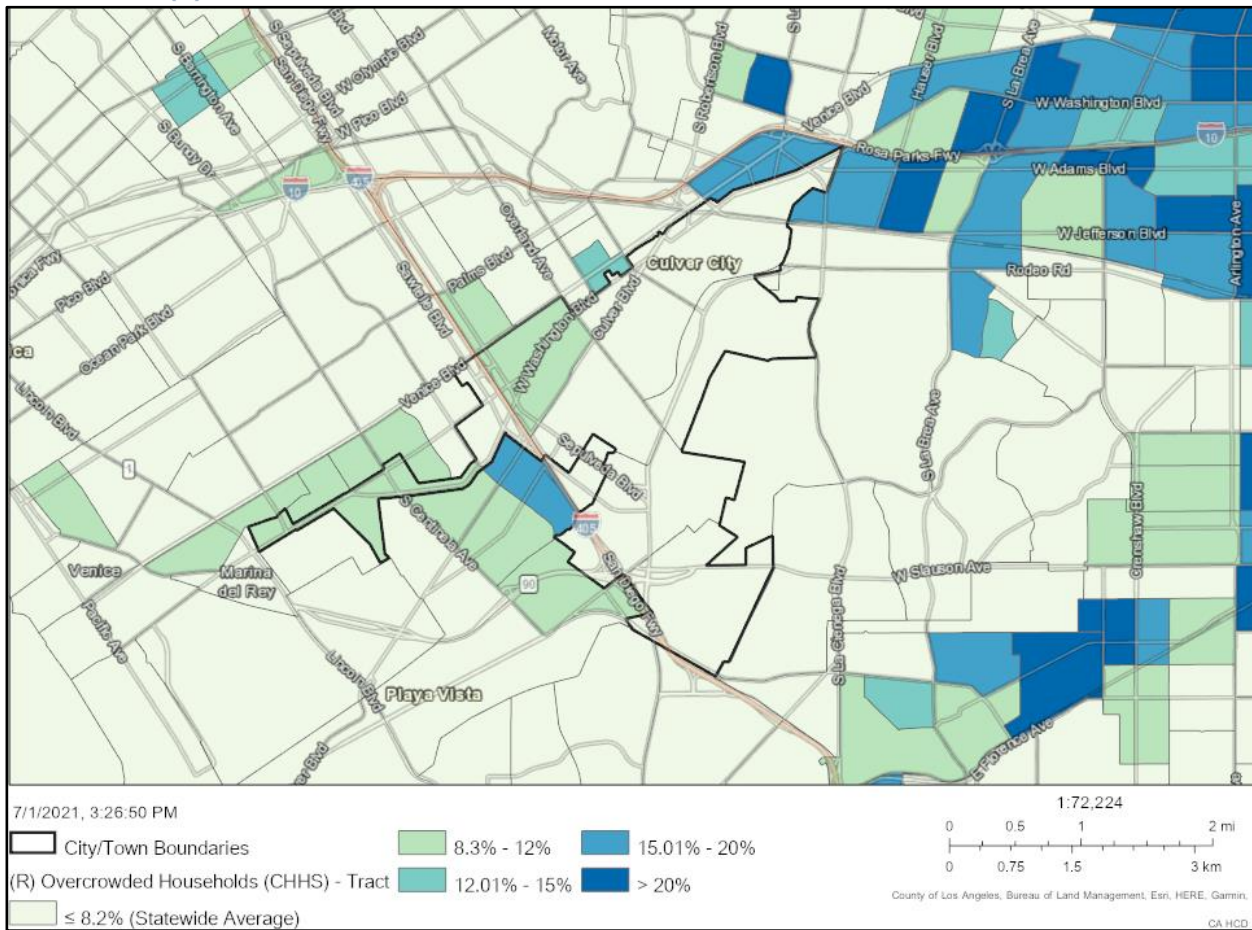 S Sepulveda Blvd
San Diego Fwy
S Barrington Ave
W Olympic Blvd
W Pico Blvd
S Bundy Dr
Motor Ave
S Robertson Blvd
Venice Blvd
Hauser Blvd
S La Brea Ave
W Washington Blvd
10
Rosa Parks Fwy
W Adams Blvd
W Jefferson Blvd
Rodeo Rd
Arlington Ave
10
405
Overland Ave
Palms Blvd
Culver City
Culver Blvd
W Washington Blvd
Sawtelle Blvd
Pico Blvd
Ocean Park Blvd
ca
Lincoln Blvd
Venice Blvd
1
Sepulveda Blvd
S La Brea Ave
S Centinela Ave
405
Crenshaw Blvd
Venice
Marina
del Rey
90
San Diego Fwy
W Slauson Ave
Pacific Ave
S La Cienega Blvd
Lincoln Blvd
Playa Vista
E Florence Ave
7/1/2021, 3:26:50 PM
City/Town Boundaries
(R) Overcrowded Households (CHHS) - Tract
≤ 8.2% (Statewide Average)
8.3% - 12%
12.01% - 15%
15.01% - 20%
> 20%
1:72,224
0 0.5 1 2 mi
0 0.75 1.5 3 km
County of Los Angeles, Bureau of Land Management, Esri, HERE, Garmin,
CA HCD